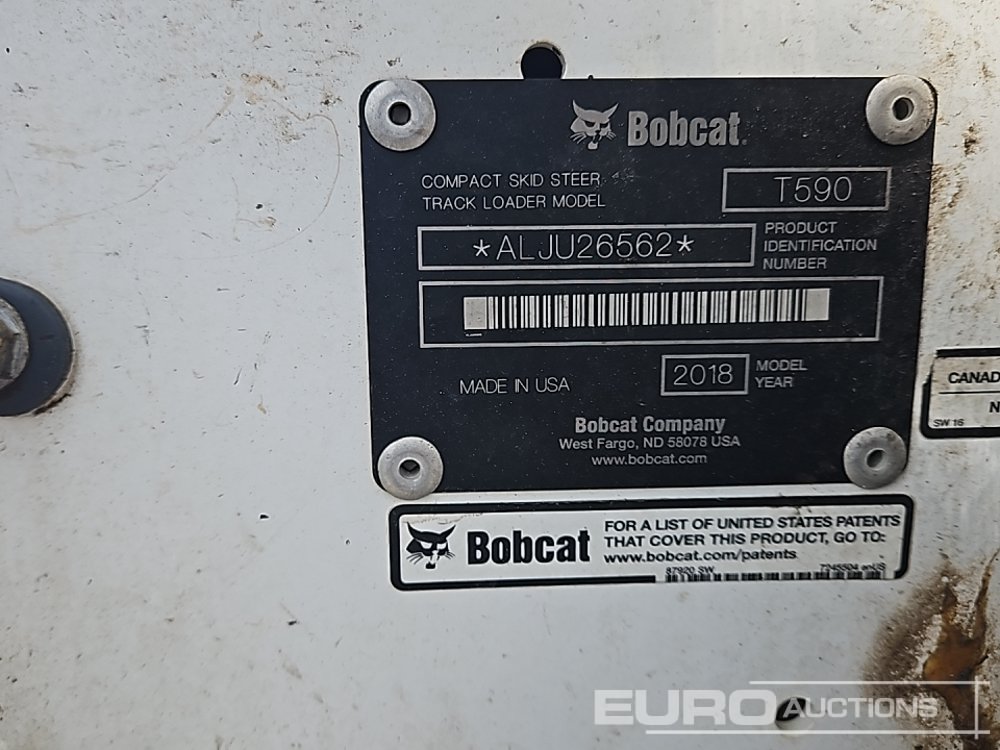 Bobcat.
COMPACT SKID STEER
TRACK LOADER MODEL
T590
*ALJU26562*
PRODUCT
IDENTIFICATION
NUMBER
MADE IN USA
2018
MODEL
YEAR
Bobcat Company
West Fargo, ND 58078 USA
www.bobcat.com
CANAD
N
SW 16
Bobcat
FOR A LIST OF UNITED STATES PATENTS
THAT COVER THIS PRODUCT, GO TO:
www.bobcat.com/patents
87920 SW
7245504 enUS
EURO AUCTIONS